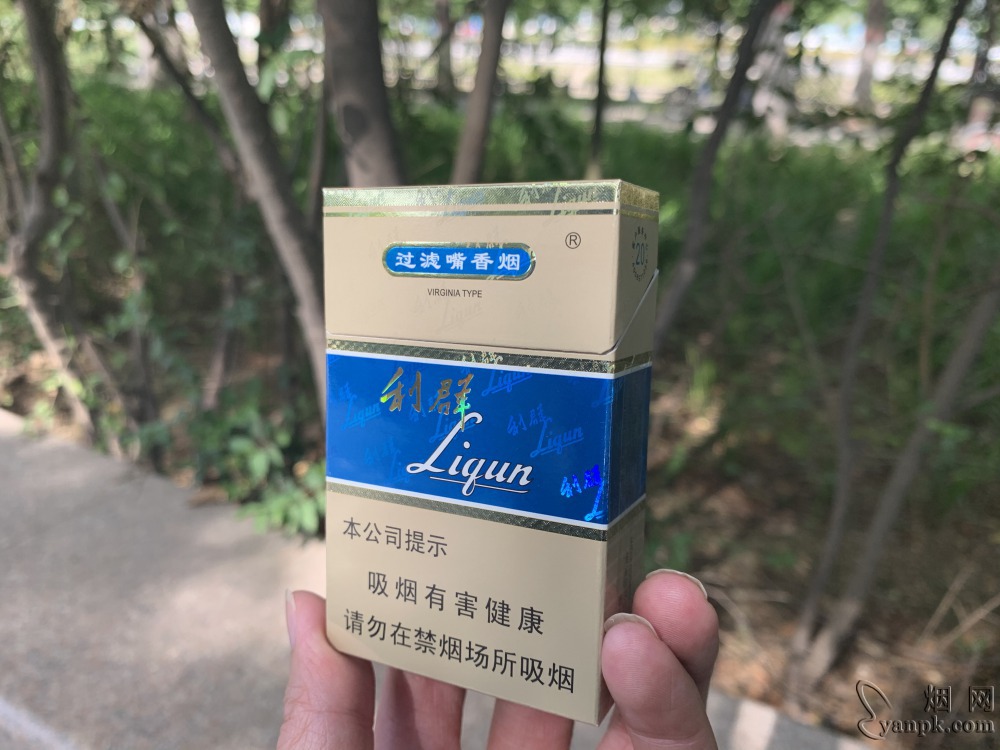 过滤嘴香烟
®
20
VIRGINIA TYPE
利群
Liqun
本公司提示
吸烟有害健康
请勿在禁烟场所吸烟
烟网
yanpk.com